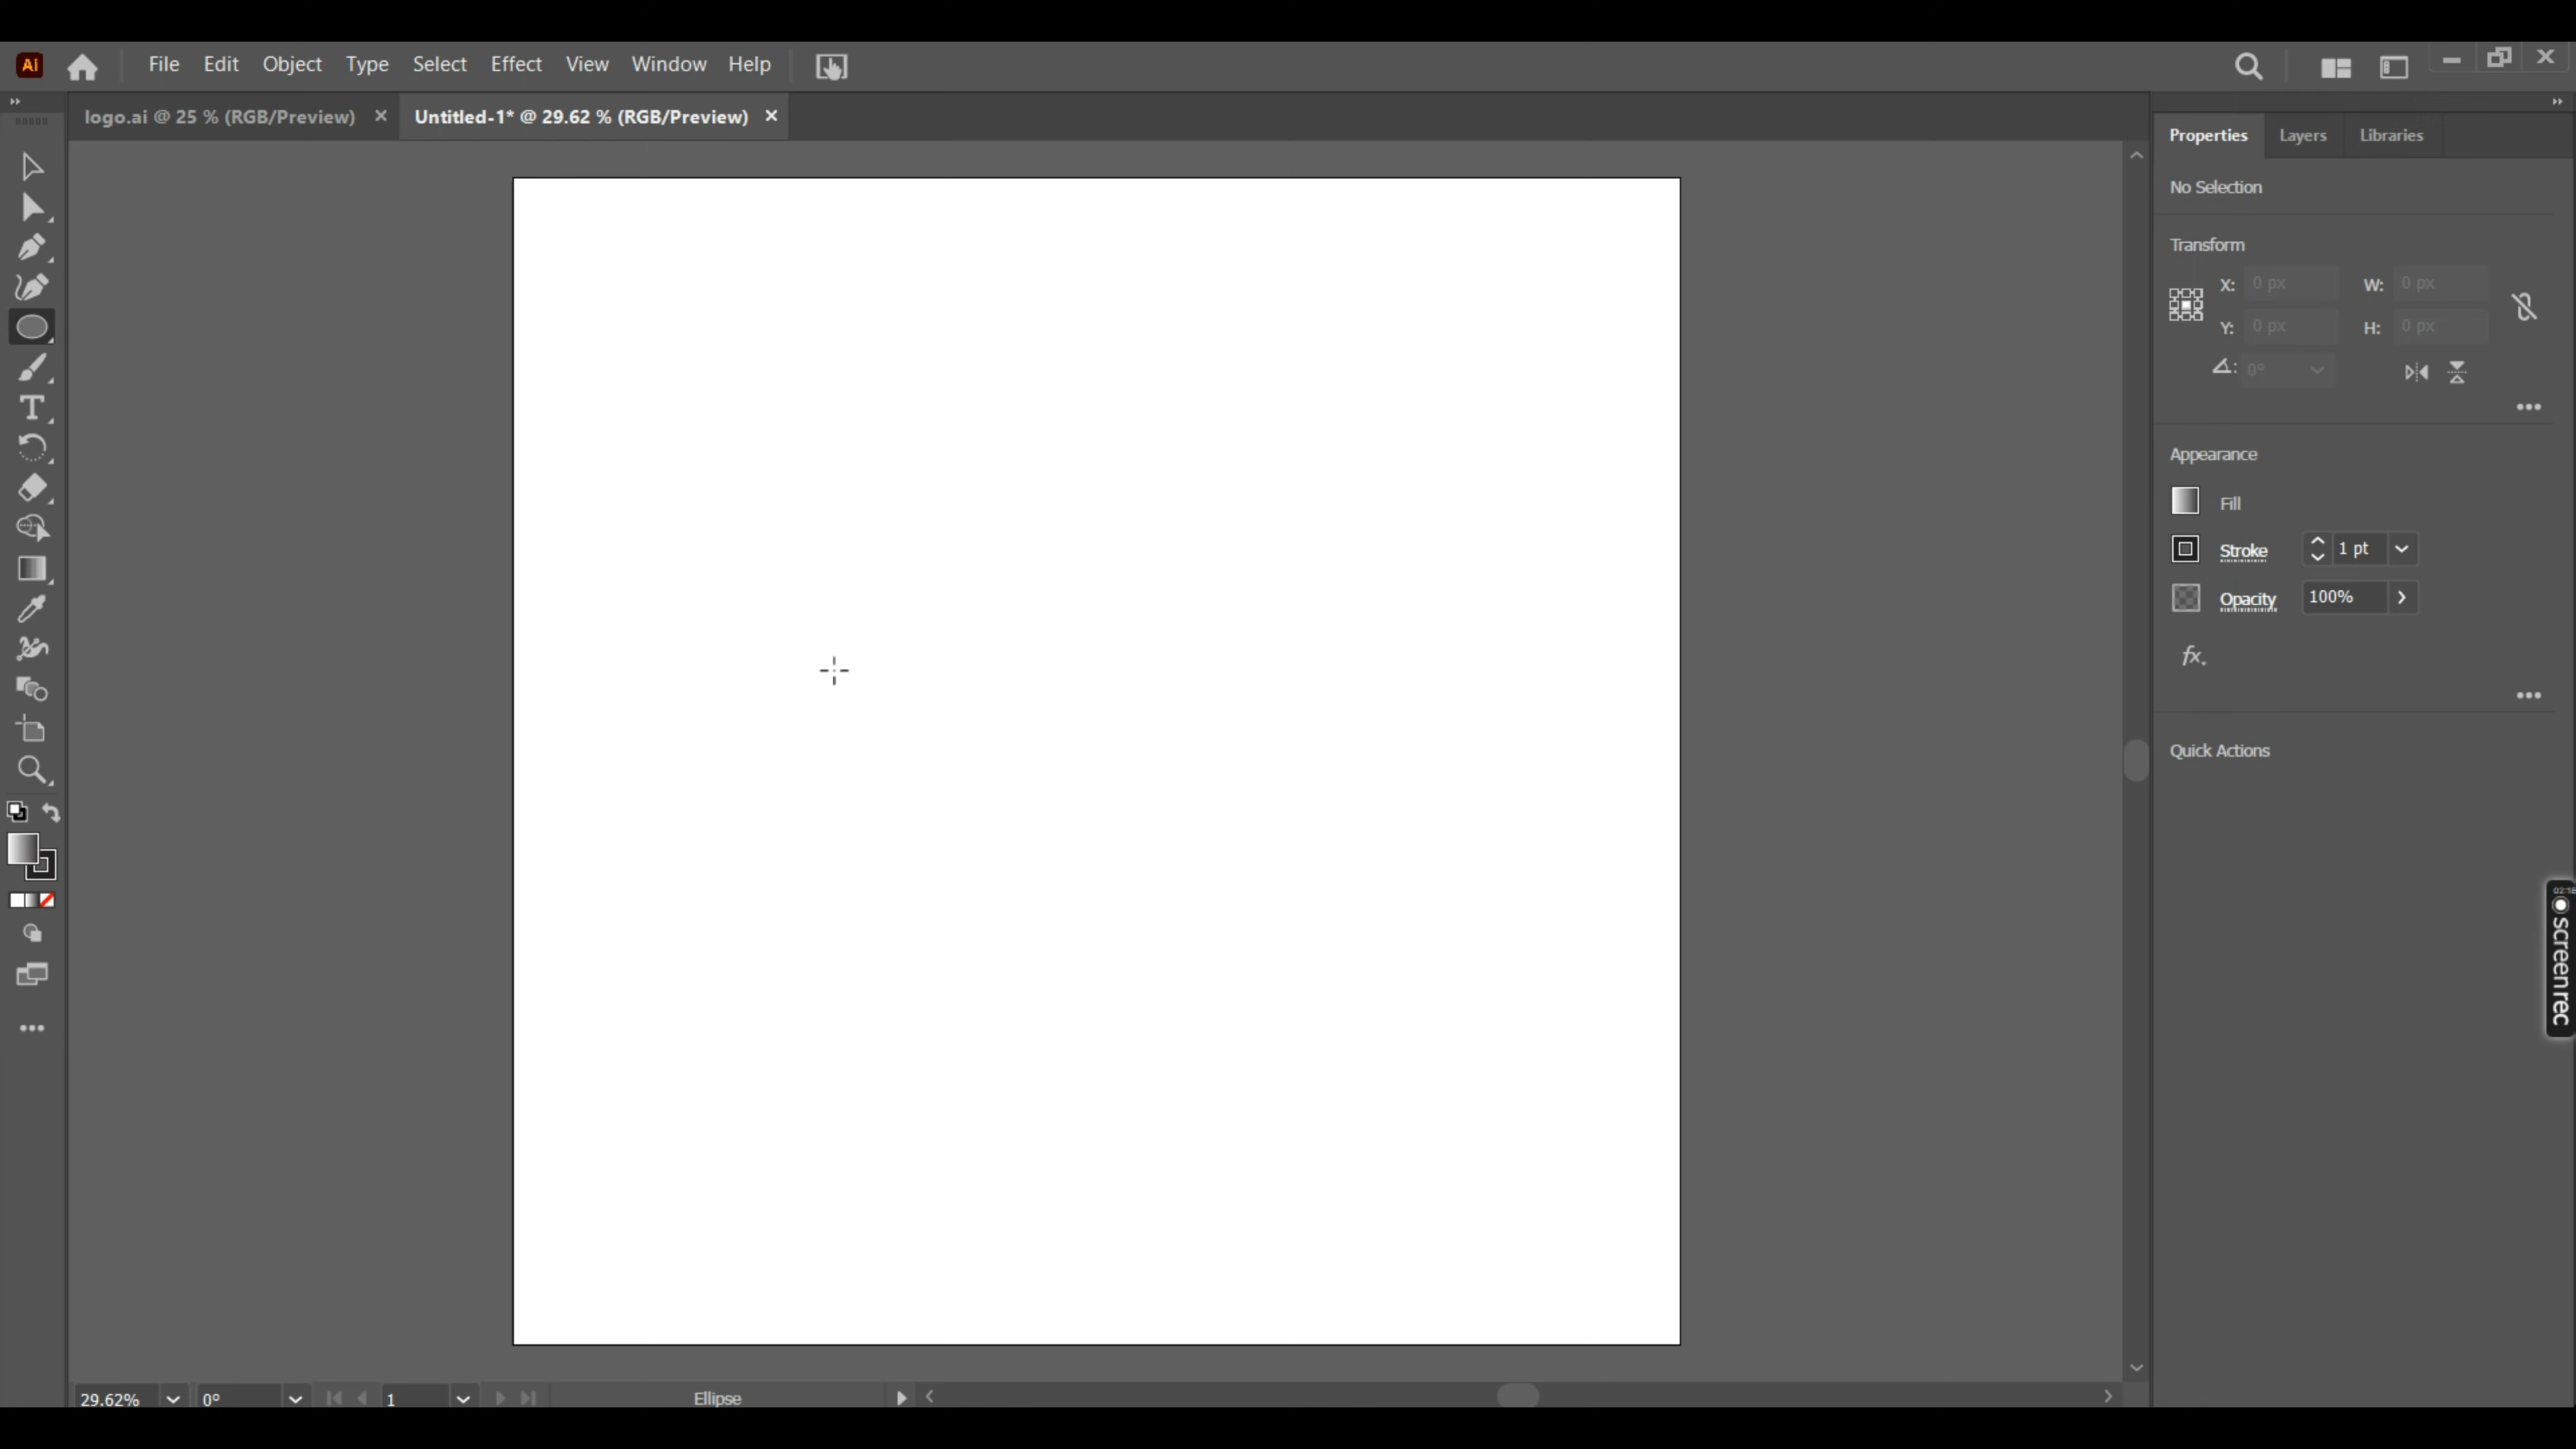 Ai File Edit Object Type Select Effect View Window Help
logo.ai @ 25 % (RGB/Preview) × Untitled-1* @ 29.62 % (RGB/Preview) ×
Properties Layers Libraries
No Selection
Transform
X: 0 px W: 0 px
Y: 0 px H: 0 px
0°
Appearance
Fill
Stroke 1 pt
Opacity 100%
fx.
Quick Actions
screenrec
29.62% 0° 1 Ellipse